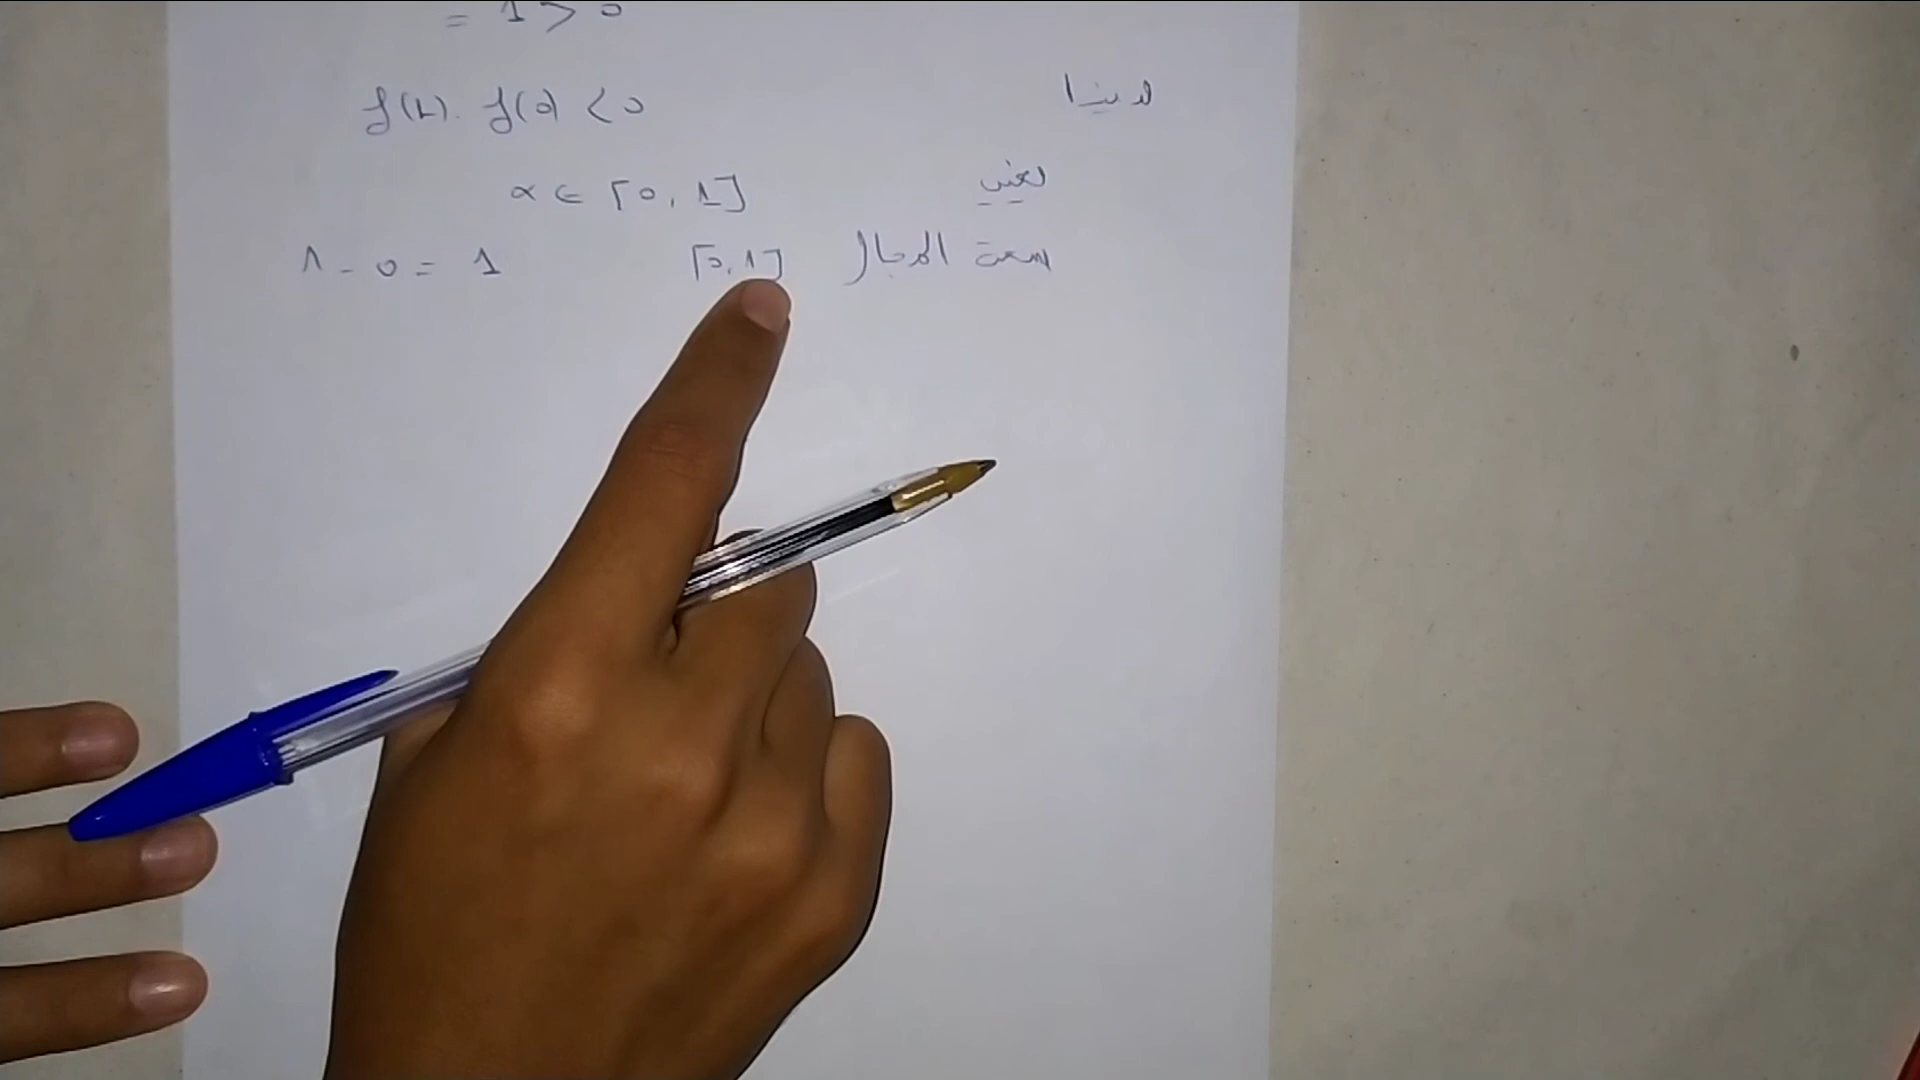 = 1 > 0
لدينا f(1). f(0) < 0
يعني α ∈ [0, 1]
سعة المجال [0, 1] 1 - 0 = 1